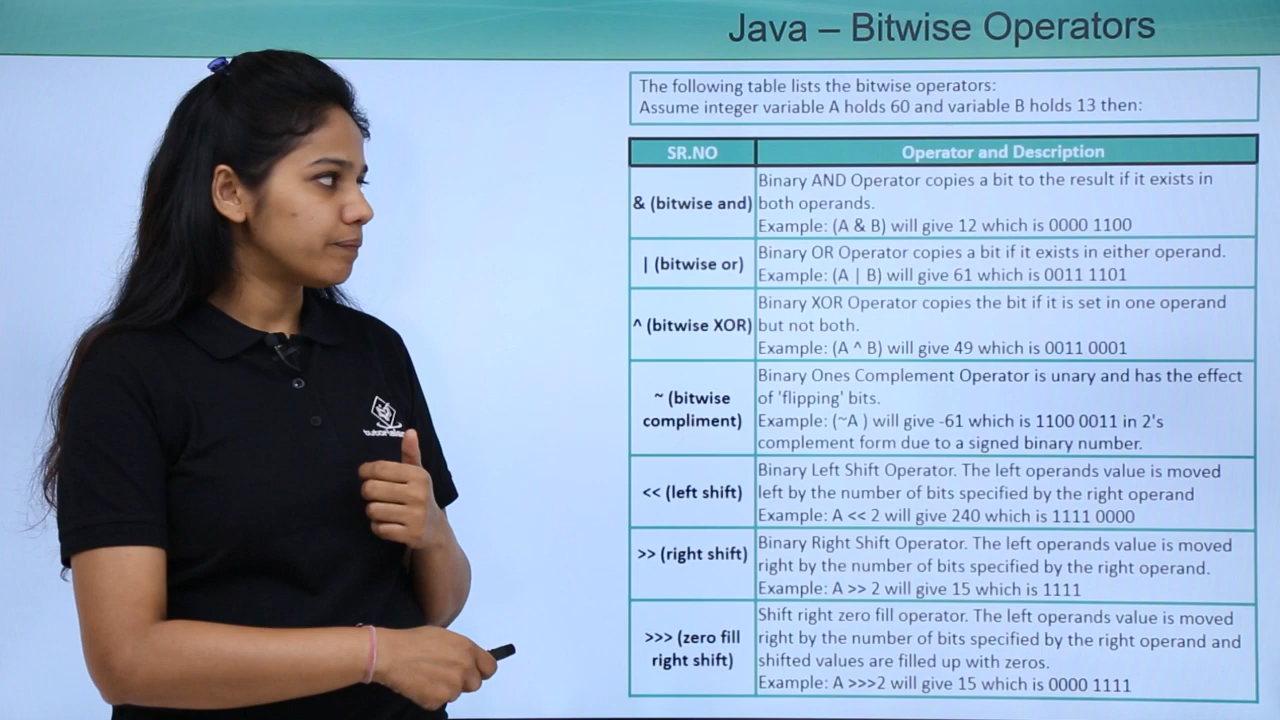 Java – Bitwise Operators
The following table lists the bitwise operators:
Assume integer variable A holds 60 and variable B holds 13 then:
SR.NO
Operator and Description
& (bitwise and)
Binary AND Operator copies a bit to the result if it exists in
both operands.
Example: (A & B) will give 12 which is 0000 1100
| (bitwise or)
Binary OR Operator copies a bit if it exists in either operand.
Example: (A | B) will give 61 which is 0011 1101
^ (bitwise XOR)
Binary XOR Operator copies the bit if it is set in one operand
but not both.
Example: (A ^ B) will give 49 which is 0011 0001
~ (bitwise
compliment)
Binary Ones Complement Operator is unary and has the effect
of 'flipping' bits.
Example: (~A ) will give -61 which is 1100 0011 in 2's
complement form due to a signed binary number.
<< (left shift)
Binary Left Shift Operator. The left operands value is moved
left by the number of bits specified by the right operand
Example: A << 2 will give 240 which is 1111 0000
>> (right shift)
Binary Right Shift Operator. The left operands value is moved
right by the number of bits specified by the right operand.
Example: A >> 2 will give 15 which is 1111
>>> (zero fill
right shift)
Shift right zero fill operator. The left operands value is moved
right by the number of bits specified by the right operand and
shifted values are filled up with zeros.
Example: A >>>2 will give 15 which is 0000 1111